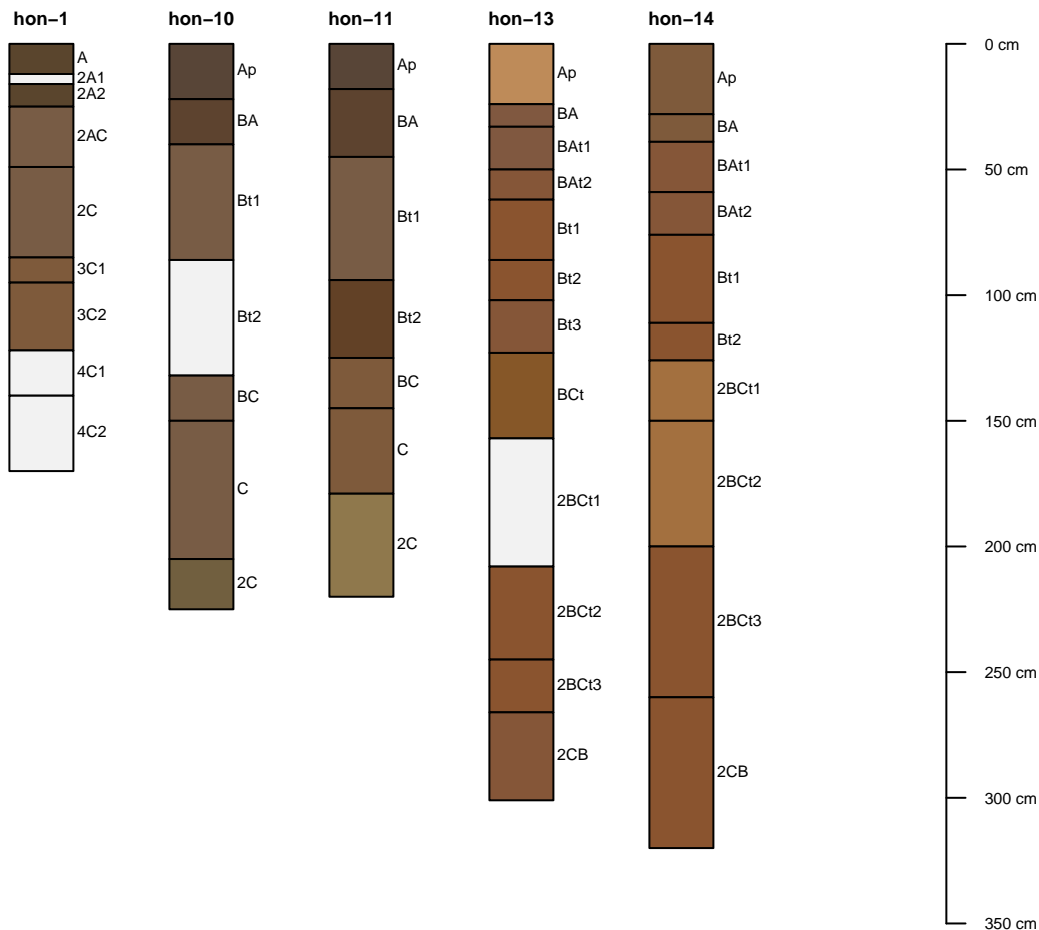 hon−1
A
2A1
2A2
2AC
2C
3C1
3C2
4C1
4C2
hon−10
Ap
BA
Bt1
Bt2
BC
C
2C
hon−11
Ap
BA
Bt1
Bt2
BC
C
2C
hon−13
Ap
BA
BAt1
BAt2
Bt1
Bt2
Bt3
BCt
2BCt1
2BCt2
2BCt3
2CB
hon−14
Ap
BA
BAt1
BAt2
Bt1
Bt2
2BCt1
2BCt2
2BCt3
2CB
0 cm
50 cm
100 cm
150 cm
200 cm
250 cm
300 cm
350 cm